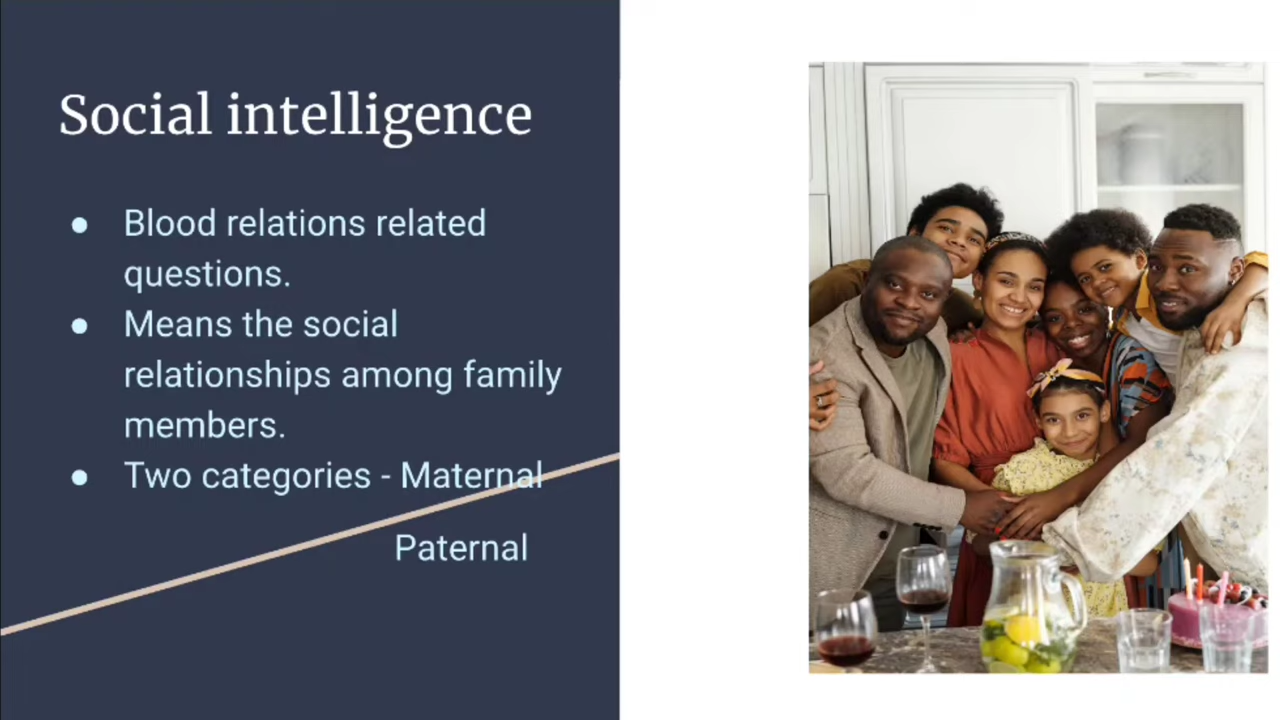 Social intelligence
● Blood relations related
questions.
● Means the social
relationships among family
members.
● Two categories - Maternal
Paternal